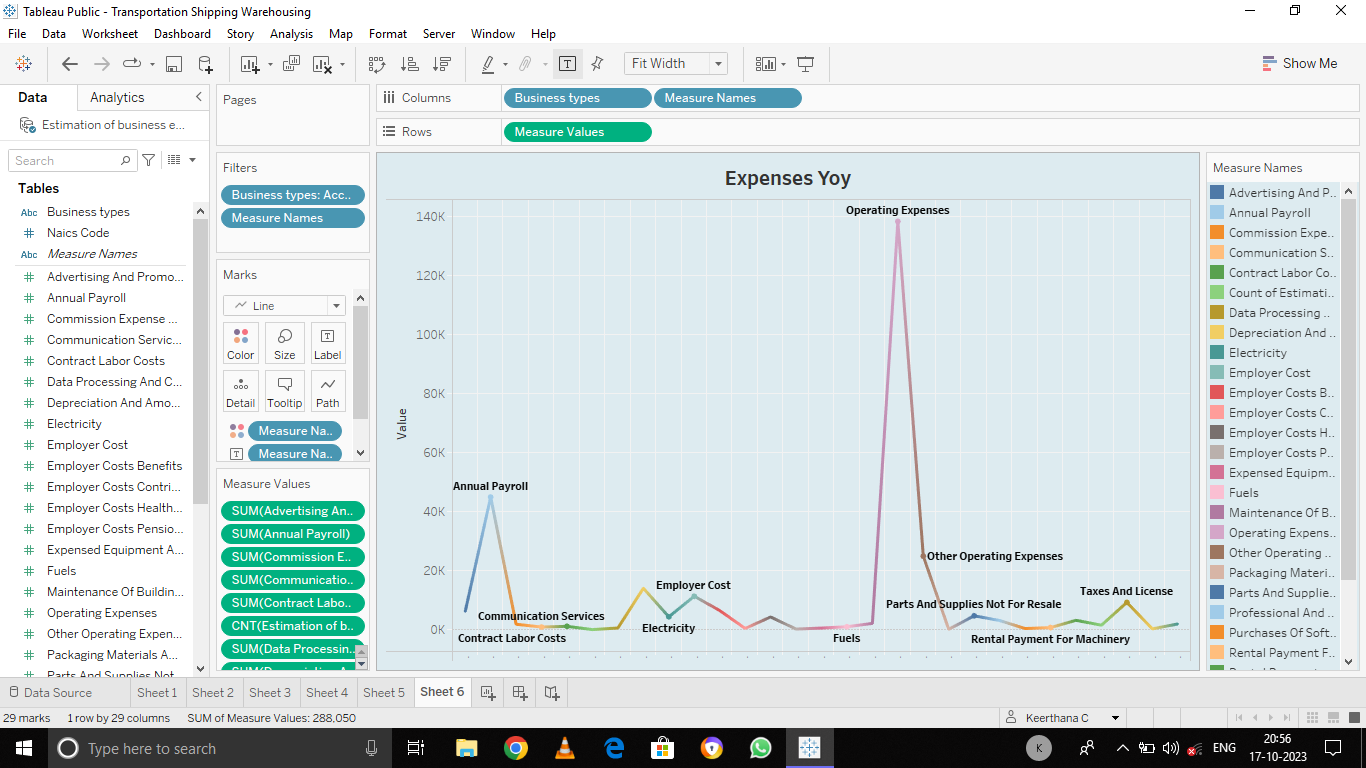 Tableau Public - Transportation Shipping Warehousing
File Data Worksheet Dashboard Story Analysis Map Format Server Window Help
Fit Width
Show Me
Data Analytics
Estimation of business e...
Search
Tables
Abc Business types
# Naics Code
Abc Measure Names
# Advertising And Promo...
# Annual Payroll
# Commission Expense ...
# Communication Servic...
# Contract Labor Costs
# Data Processing And C...
# Depreciation And Amo...
# Electricity
# Employer Cost
# Employer Costs Benefits
# Employer Costs Contri...
# Employer Costs Health...
# Employer Costs Pensio...
# Expensed Equipment A...
# Fuels
# Maintenance Of Buildin...
# Operating Expenses
# Other Operating Expen...
# Packaging Materials A...
# Parts And Supplies Not
Pages
Filters
Business types: Acc..
Measure Names
Marks
Line
Color Size Label
Detail Tooltip Path
Measure Na..
Measure Na..
Measure Values
SUM(Advertising An..
SUM(Annual Payroll)
SUM(Commission E..
SUM(Communicatio..
SUM(Contract Labo..
CNT(Estimation of b..
SUM(Data Processin..
Columns Business types Measure Names
Rows Measure Values
Expenses Yoy
Value
140K
120K
100K
80K
60K
40K
20K
0K
Operating Expenses
Annual Payroll
Other Operating Expenses
Employer Cost
Taxes And License
Parts And Supplies Not For Resale
Communication Services
Electricity
Contract Labor Costs
Fuels
Rental Payment For Machinery
Measure Names
Advertising And P..
Annual Payroll
Commission Expe..
Communication S..
Contract Labor Co..
Count of Estimati..
Data Processing ..
Depreciation And ..
Electricity
Employer Cost
Employer Costs B..
Employer Costs C..
Employer Costs H..
Employer Costs P..
Expensed Equipm..
Fuels
Maintenance Of B..
Operating Expens..
Other Operating ..
Packaging Materi..
Parts And Supplie..
Professional And ..
Purchases Of Soft..
Rental Payment F..
Data Source Sheet 1 Sheet 2 Sheet 3 Sheet 4 Sheet 5 Sheet 6
29 marks 1 row by 29 columns SUM of Measure Values: 288,050
Keerthana C
Type here to search
K
ENG
20:56
17-10-2023